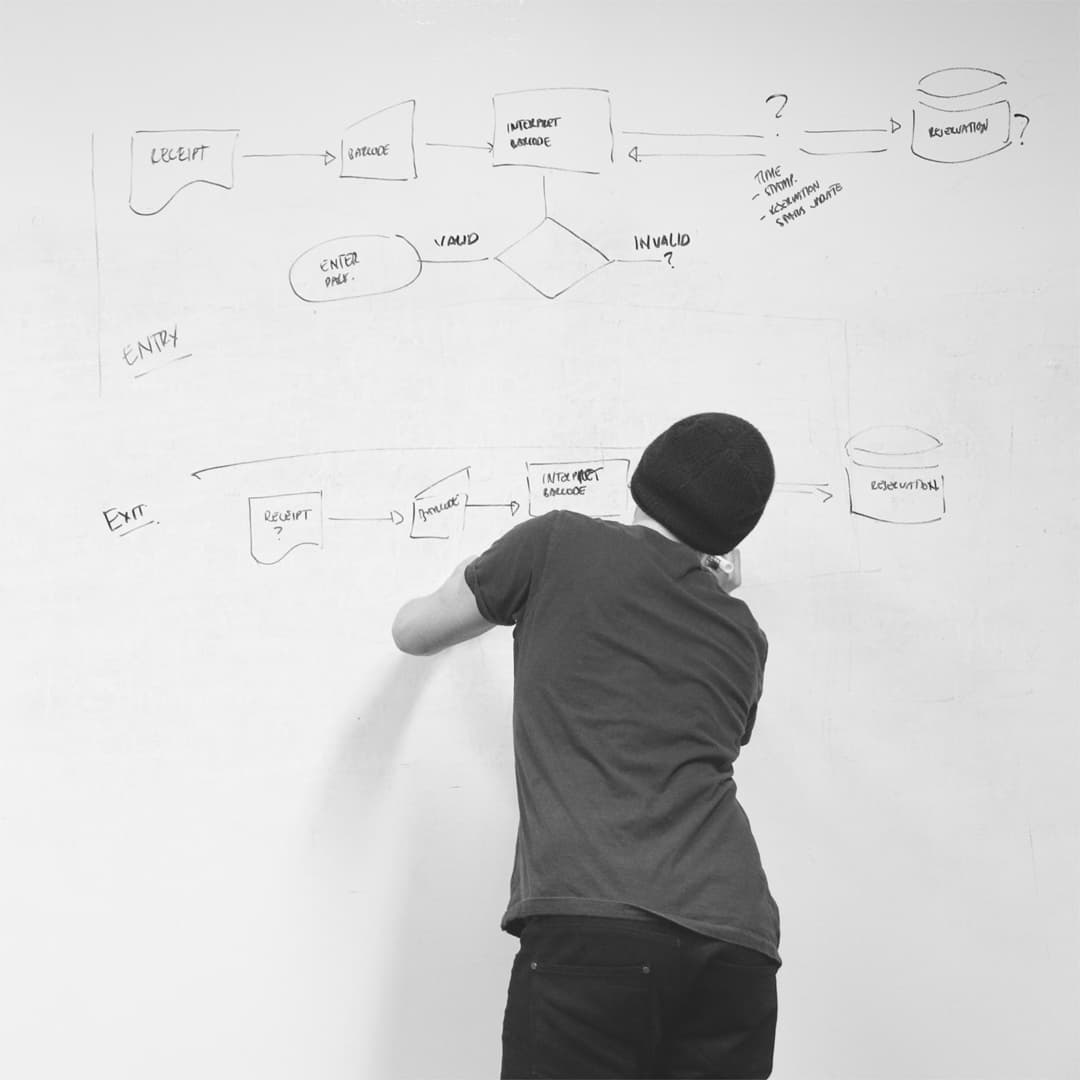 ?
RECEIPT
BARCODE
INTERPRET
BARCODE
RESERVATION
?
TIME
- STAMP.
- RESERVATION
STATUS UPDATE
VALID
INVALID
?
ENTER
PARK.
ENTRY
EXIT.
RECEIPT
?
BARCODE
INTERPRET
BARCODE
RESERVATION